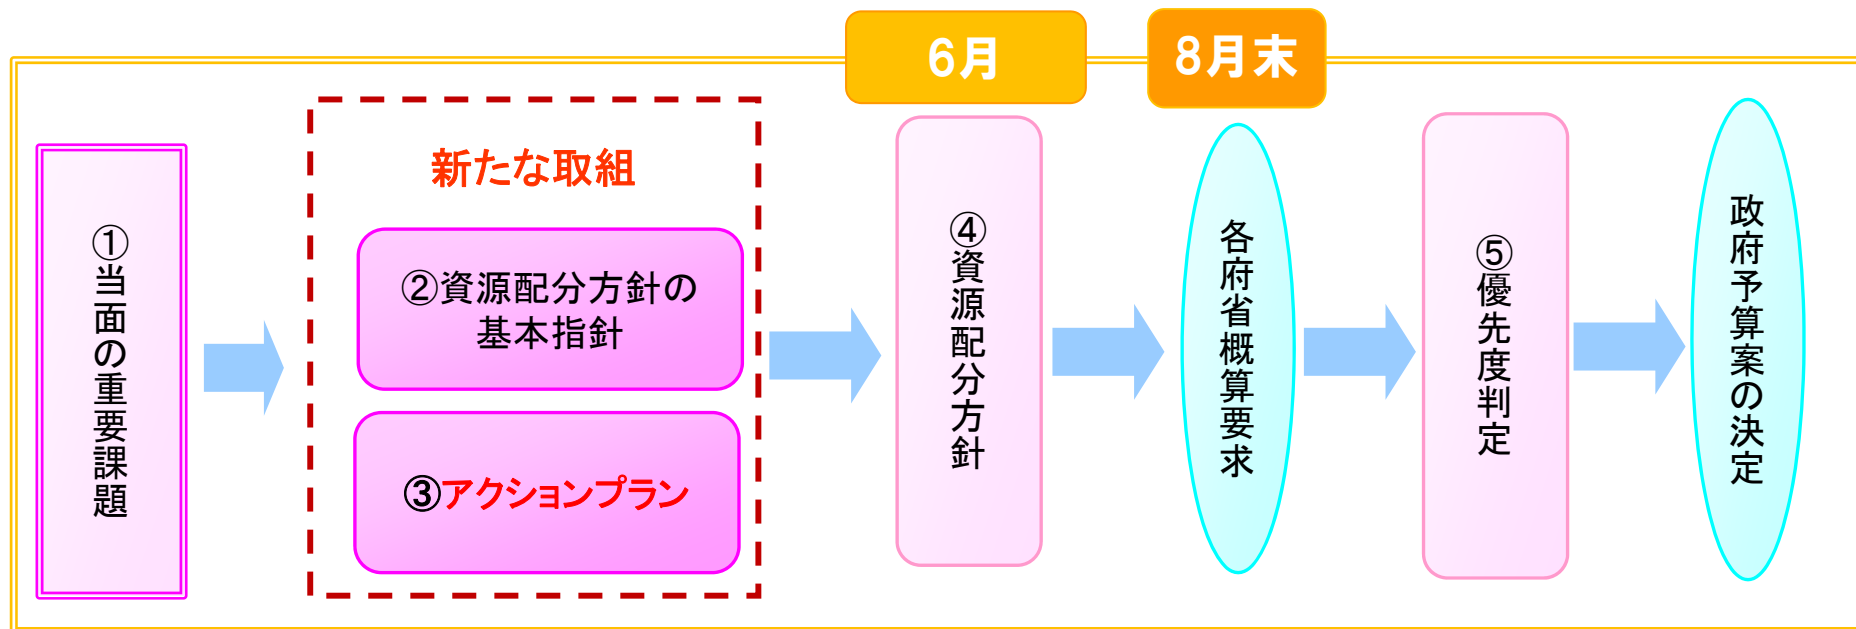 6月
8月末
①当面の重要課題
新たな取組
②資源配分方針の
基本指針
③アクションプラン
④資源配分方針
各府省概算要求
⑤優先度判定
政府予算案の決定